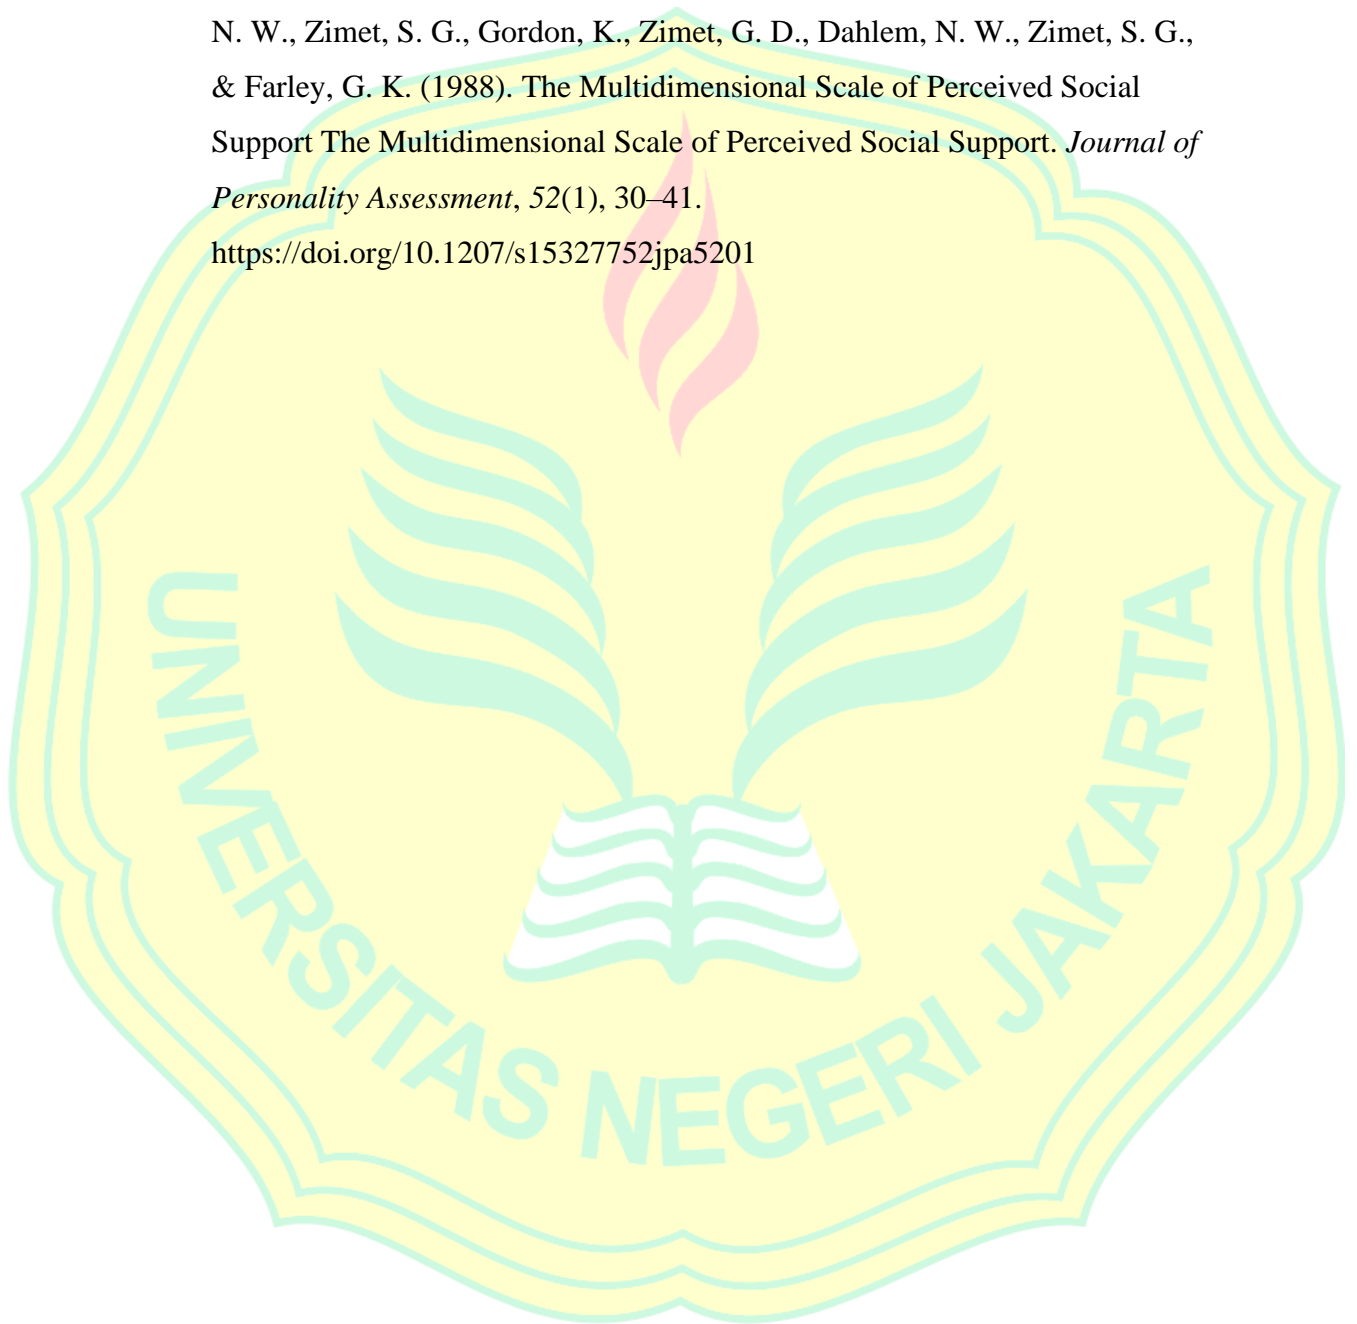 N. W., Zimet, S. G., Gordon, K., Zimet, G. D., Dahlem, N. W., Zimet, S. G.,
& Farley, G. K. (1988). The Multidimensional Scale of Perceived Social
Support The Multidimensional Scale of Perceived Social Support. Journal of
Personality Assessment, 52(1), 30–41.
https://doi.org/10.1207/s15327752jpa5201
UNIVERSITAS NEGERI JAKARTA